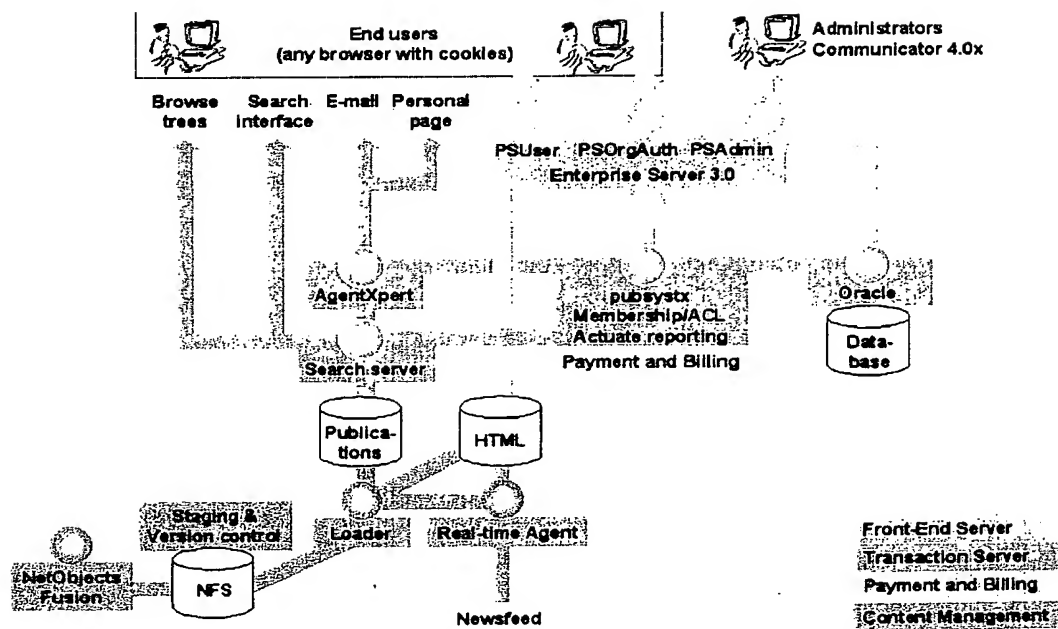 End users
(any browser with cookies)
Administrators
Communicator 4.0x
Browse
trees
Search
interface
E-mail
Personal
page
PSUser
PSOrgAuth
PSAdmin
Enterprise Server 3.0
AgentXpert
pubsystx
Membership/ACL
Actuate reporting
Payment and Billing
Oracle
Data-
base
Search server
Publica-
tions
HTML
Staging &
Version control
Loader
Real-time Agent
NetObjects
Fusion
NFS
Newsfeed
Front-End Server
Transaction Server
Payment and Billing
Content Management